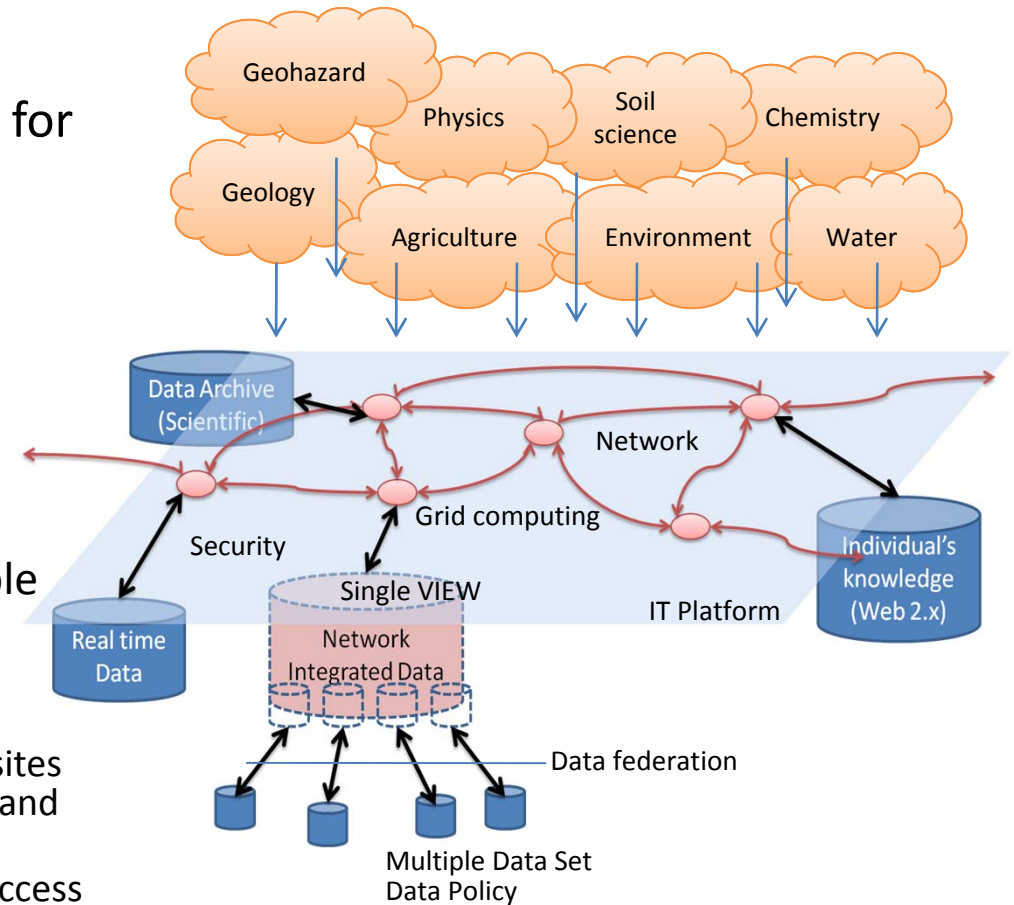 for
Geohazard
Physics
Soil
science
Chemistry
Geology
Agriculture
Environment
Water
Data Archive
(Scientific)
Network
Grid computing
Security
Single VIEW
IT Platform
Individual's
knowledge
(Web 2.x)
Real time
Data
Network
Integrated Data
Data federation
sites
and
Multiple Data Set
Data Policy